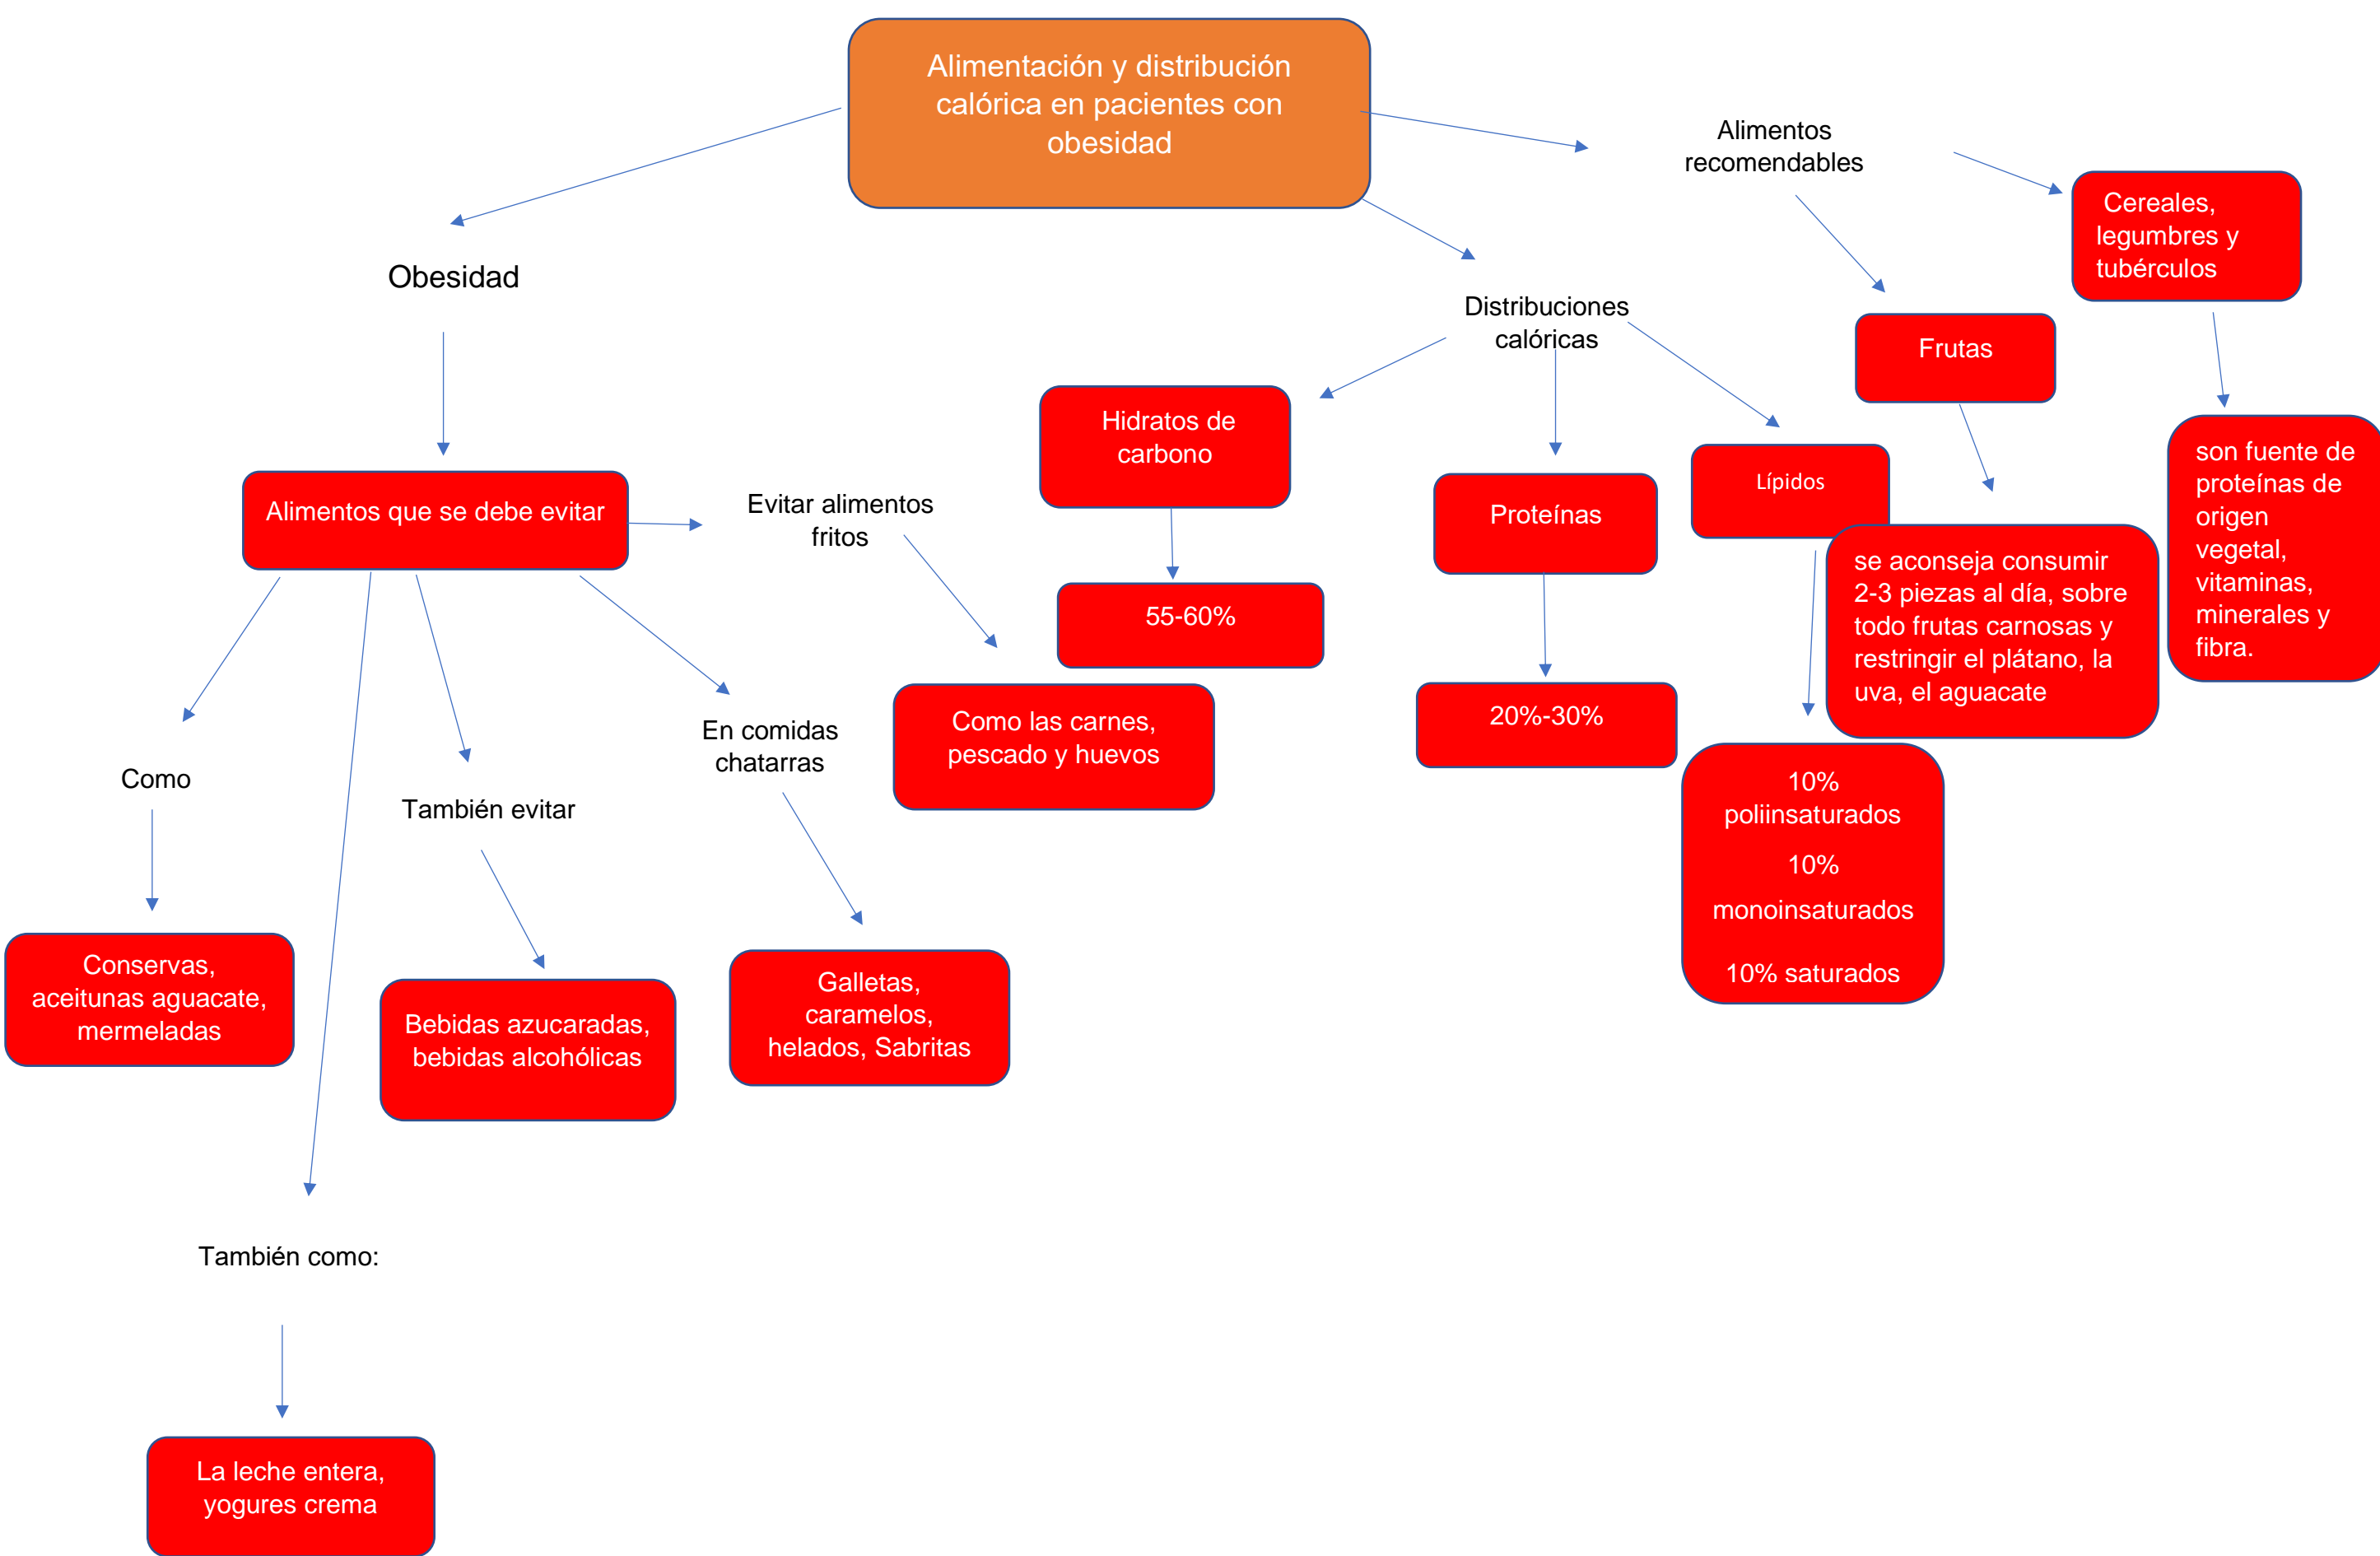 Alimentación y distribución
calórica en pacientes con
obesidad
Obesidad
Alimentos que se debe evitar
Como
Conservas,
aceitunas aguacate,
mermeladas
También como:
La leche entera,
yogures crema
También evitar
Bebidas azucaradas,
bebidas alcohólicas
En comidas
chatarras
Galletas,
caramelos,
helados, Sabritas
Evitar alimentos
fritos
Como las carnes,
pescado y huevos
Distribuciones
calóricas
Hidratos de
carbono
55-60%
Proteínas
20%-30%
Lípidos
10%
poliinsaturados
10%
monoinsaturados
10% saturados
Alimentos
recomendables
Frutas
se aconseja consumir
2-3 piezas al día, sobre
todo frutas carnosas y
restringir el plátano, la
uva, el aguacate
Cereales,
legumbres y
tubérculos
son fuente de
proteínas de
origen
vegetal,
vitaminas,
minerales y
fibra.